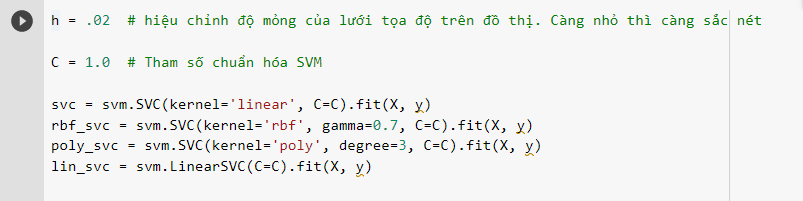 h = .02  # hiệu chỉnh độ mỏng của lưới tọa độ trên đồ thị. Càng nhỏ thì càng sắc nét
C = 1.0  # Tham số chuẩn hóa SVM
svc = svm.SVC(kernel='linear', C=C).fit(X, y)
rbf_svc = svm.SVC(kernel='rbf', gamma=0.7, C=C).fit(X, y)
poly_svc = svm.SVC(kernel='poly', degree=3, C=C).fit(X, y)
lin_svc = svm.LinearSVC(C=C).fit(X, y)